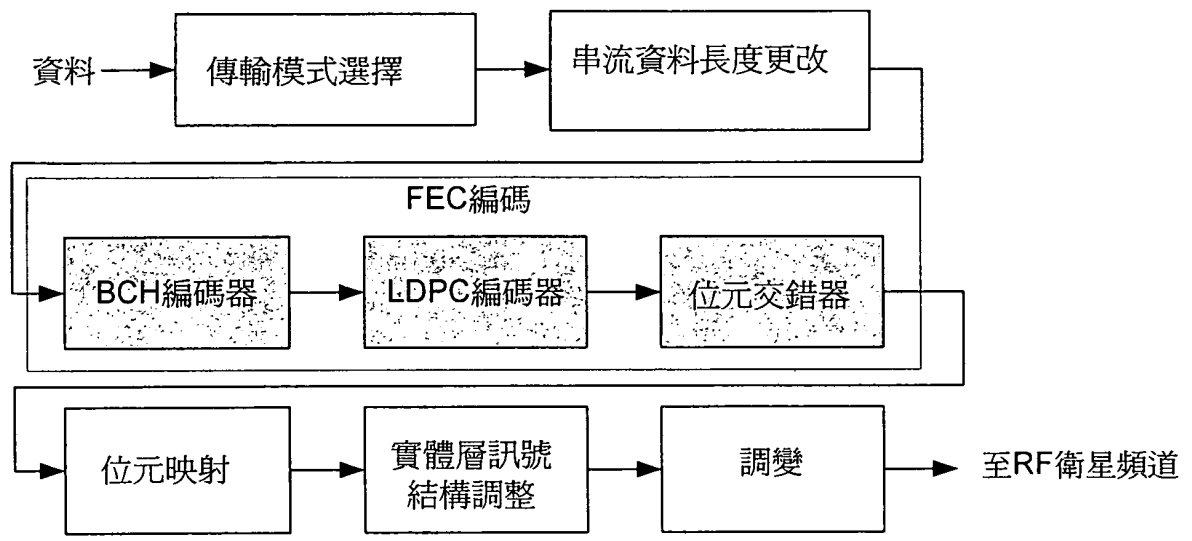 資料
傳輸模式選擇
串流資料長度更改
FEC編碼
BCH編碼器
LDPC編碼器
位元交錯器
位元映射
實體層訊號
結構調整
調變
至RF衛星頻道